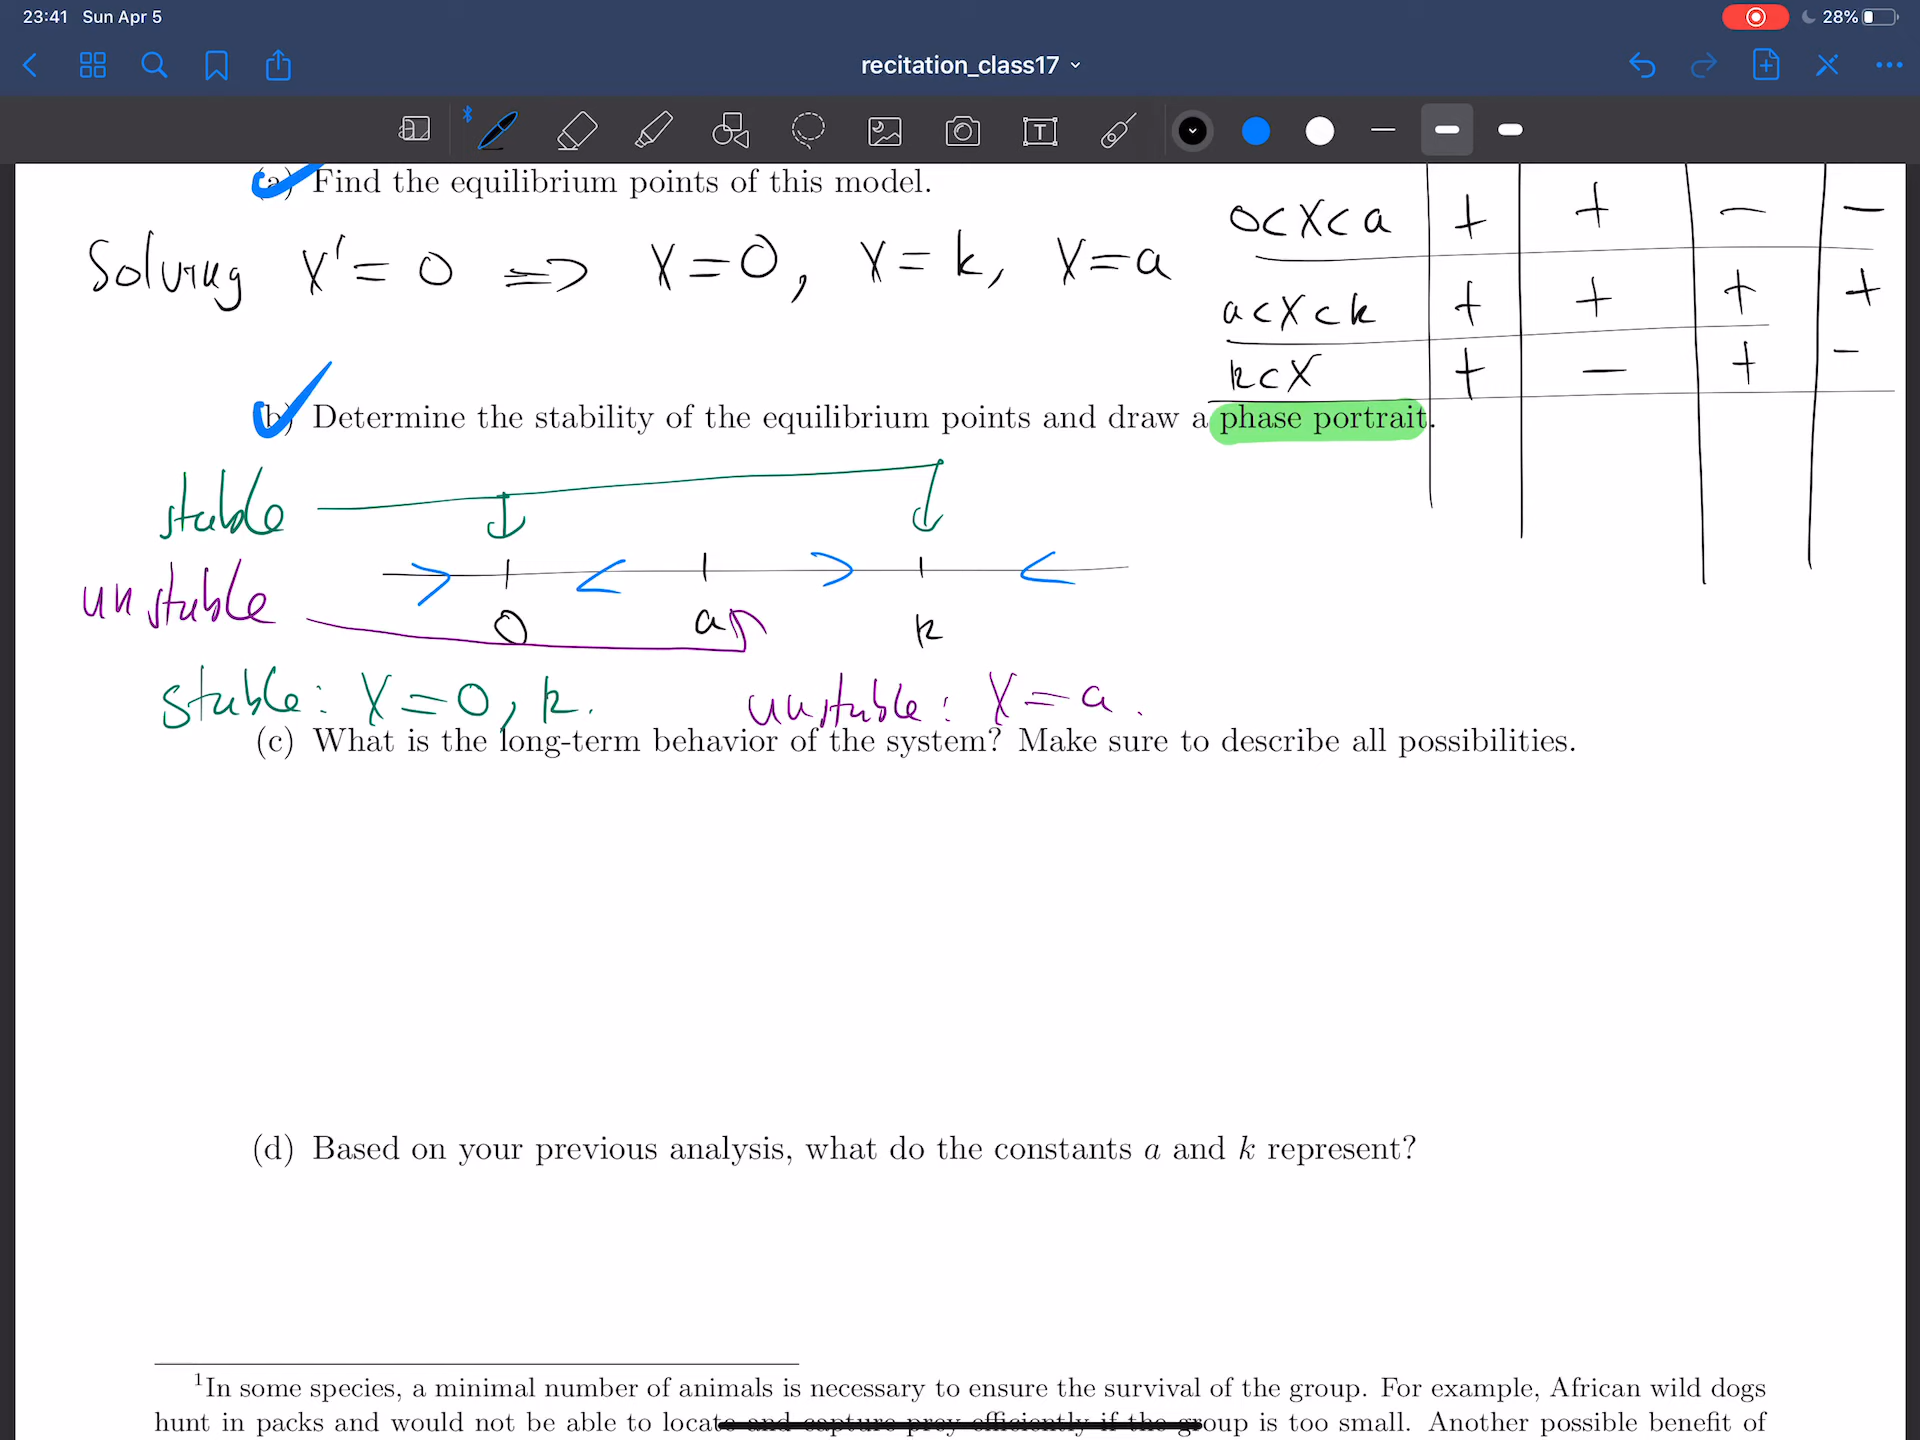 23:41 Sun Apr 5
28%
recitation_class17
(a) Find the equilibrium points of this model.
Solving X' = 0 => X=0, X=k, X=a
0<X<a + + - -
a<X<k + + + +
k<X + - + -
(b) Determine the stability of the equilibrium points and draw a phase portrait.
stable
unstable
0 a k
stable: X=0, k. unstable: X=a.
(c) What is the long-term behavior of the system? Make sure to describe all possibilities.
(d) Based on your previous analysis, what do the constants a and k represent?
1In some species, a minimal number of animals is necessary to ensure the survival of the group. For example, African wild dogs
hunt in packs and would not be able to locate and capture prey efficiently if the group is too small. Another possible benefit of